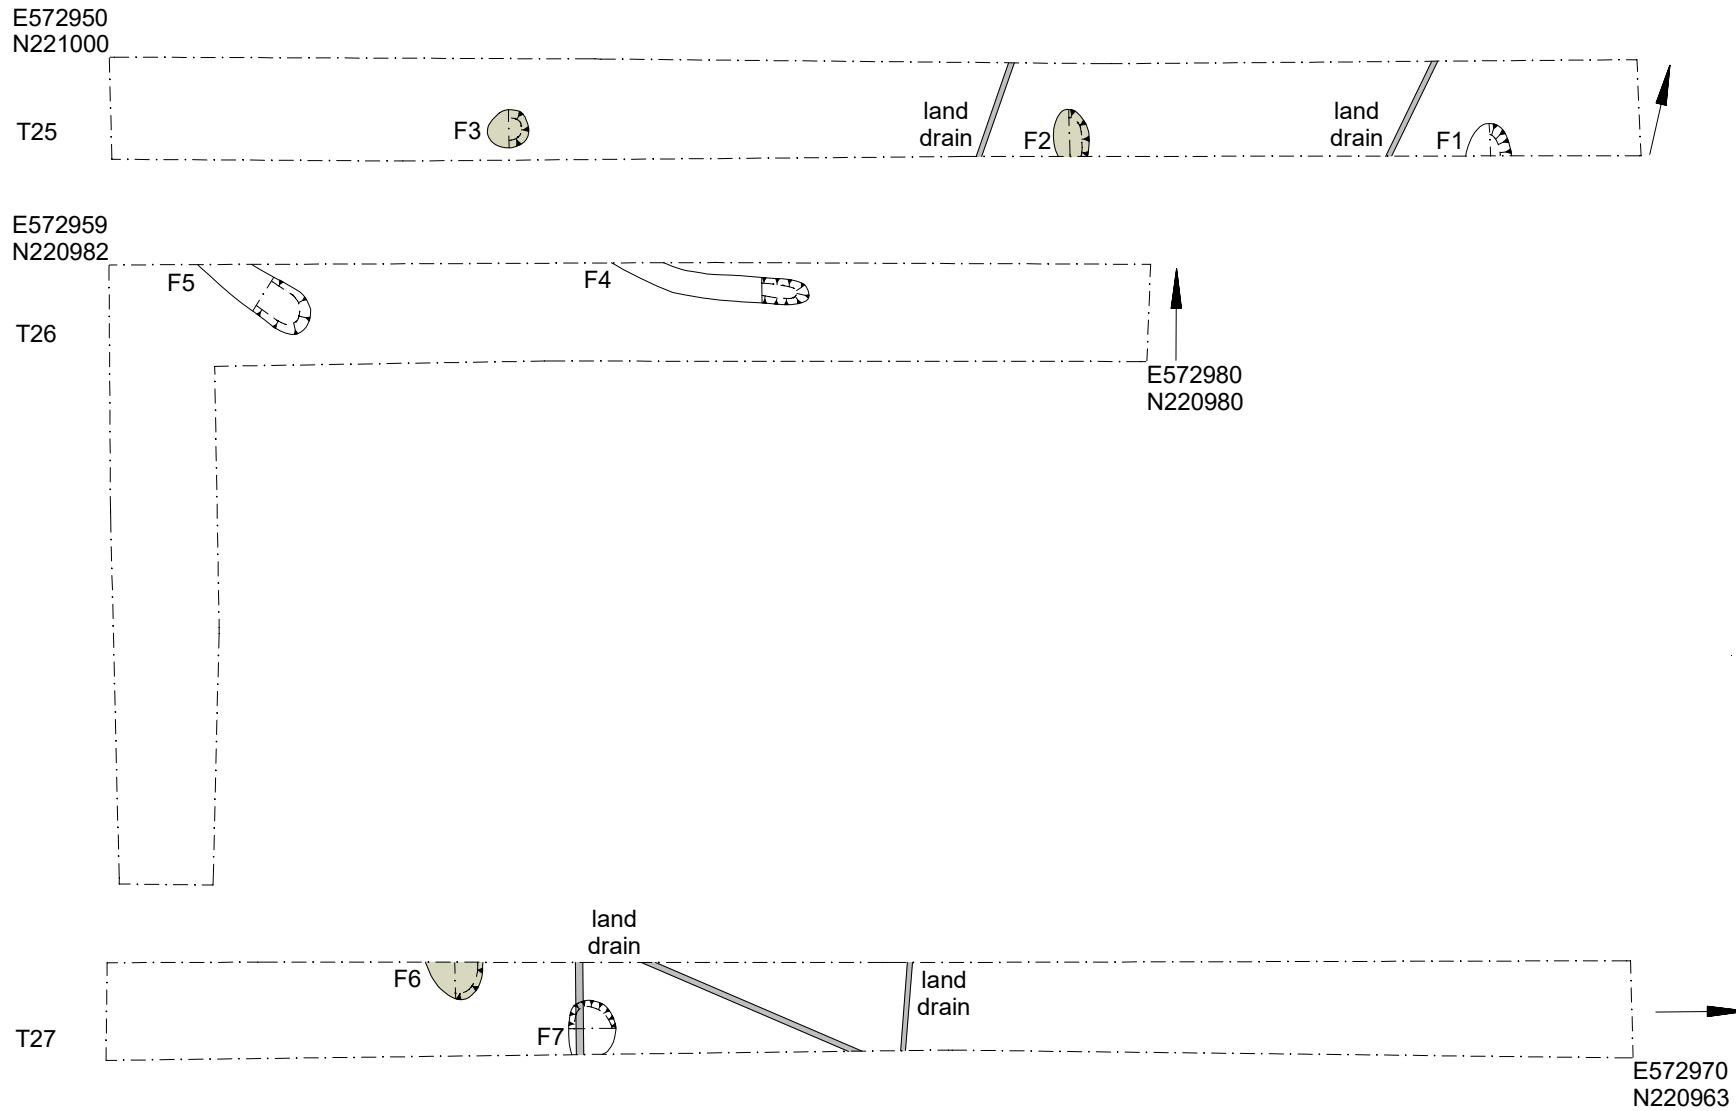 E572950
N221000
T25
F3
land
drain
F2
land
drain
F1
E572959
N220982
T26
F5
F4
E572980
N220980
land
drain
F6
land
drain
T27
F7
E572970
N220963